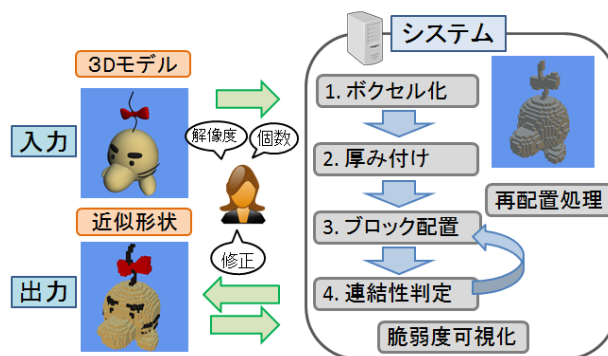 3Dモデル
入力
解像度
個数
近似形状
修正
出力
システム
1. ボクセル化
2. 厚み付け
再配置処理
3. ブロック配置
4. 連結性判定
脆弱度可視化